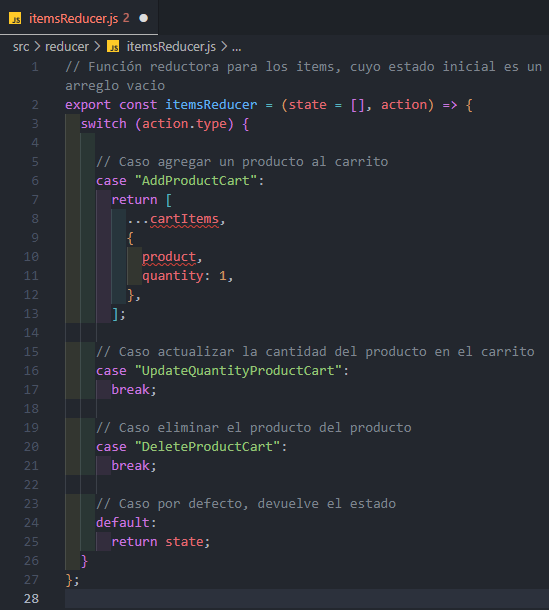 JS itemsReducer.js 2
src > reducer > JS itemsReducer.js > ...
1 // Función reductora para los items, cuyo estado inicial es un
arreglo vacio
2 export const itemsReducer = (state = [], action) => {
3 switch (action.type) {
4
5 // Caso agregar un producto al carrito
6 case "AddProductCart":
7 return [
8 ...cartItems,
9 {
10 product,
11 quantity: 1,
12 },
13 ];
14
15 // Caso actualizar la cantidad del producto en el carrito
16 case "UpdateQuantityProductCart":
17 break;
18
19 // Caso eliminar el producto del producto
20 case "DeleteProductCart":
21 break;
22
23 // Caso por defecto, devuelve el estado
24 default:
25 return state;
26 }
27 };
28